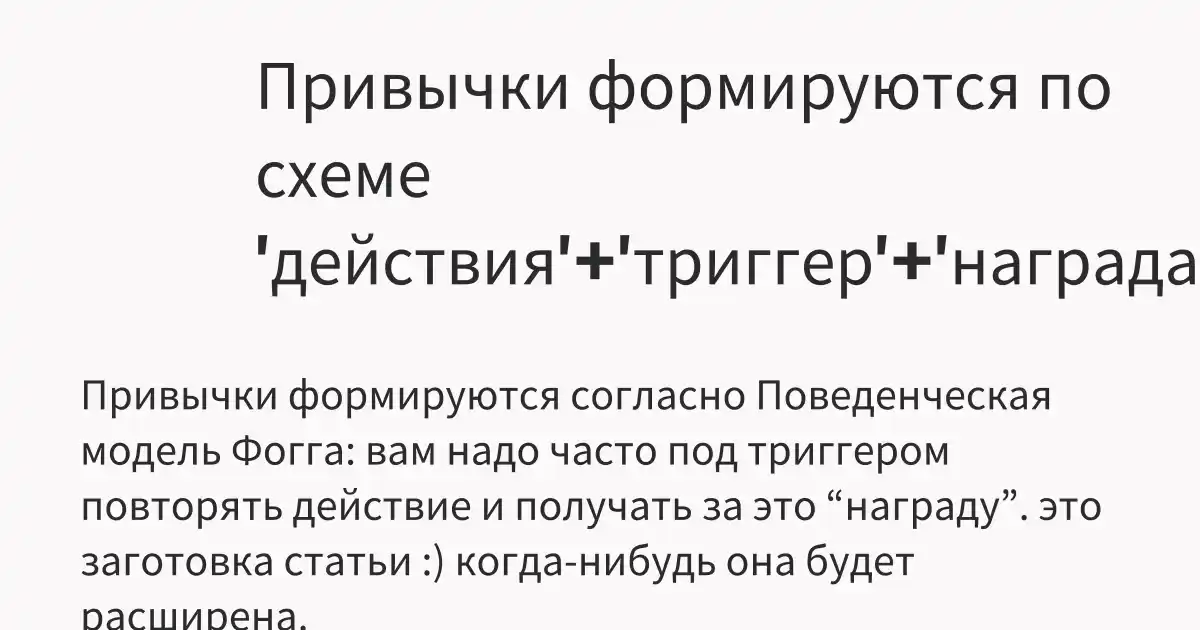 Привычки формируются по
схеме
'действия'+'триггер'+'награда
Привычки формируются согласно Поведенческая
модель Фогга: вам надо часто под триггером
повторять действие и получать за это “награду”. это
заготовка статьи :) когда-нибудь она будет
расширена.